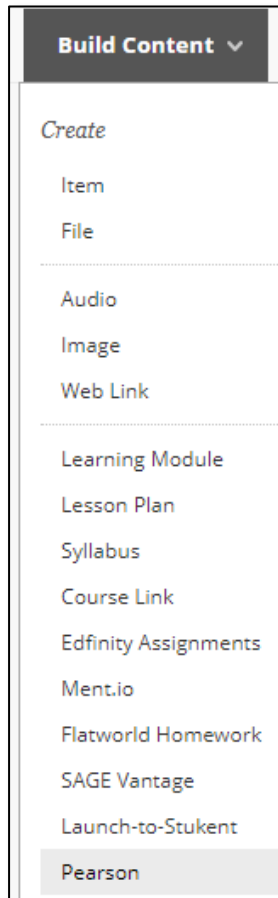 Build Content
Create
Item
File
Audio
Image
Web Link
Learning Module
Lesson Plan
Syllabus
Course Link
Edfinity Assignments
Ment.io
Flatworld Homework
SAGE Vantage
Launch-to-Stukent
Pearson